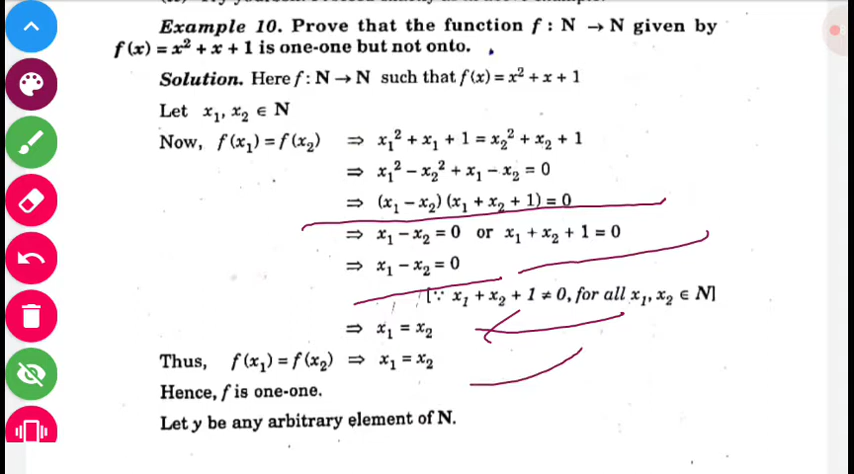 Example 10. Prove that the function f : N → N given by
f(x) = x² + x + 1 is one-one but not onto.
Solution. Here f : N → N such that f(x) = x² + x + 1
Let x₁, x₂ ∈ N
Now, f(x₁) = f(x₂) ⇒ x₁² + x₁ + 1 = x₂² + x₂ + 1
⇒ x₁² – x₂² + x₁ – x₂ = 0
⇒ (x₁ – x₂) (x₁ + x₂ + 1) = 0
⇒ x₁ – x₂ = 0 or x₁ + x₂ + 1 = 0
⇒ x₁ – x₂ = 0
[∵ x₁ + x₂ + 1 ≠ 0, for all x₁, x₂ ∈ N]
⇒ x₁ = x₂
Thus, f(x₁) = f(x₂) ⇒ x₁ = x₂
Hence, f is one-one.
Let y be any arbitrary element of N.